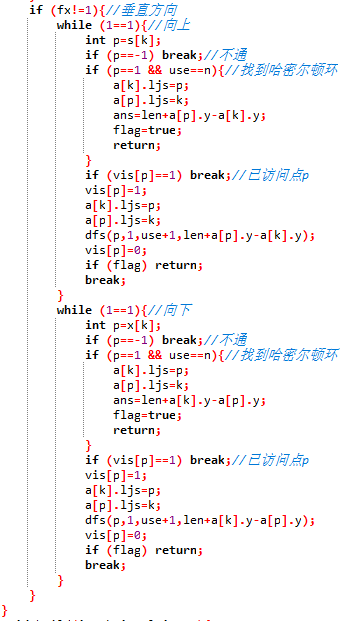 if (fx!=1){//垂直方向
while (1==1){//向上
int p=s[k];
if (p==-1) break;//不通
if (p==1 && use==n){//找到哈密尔顿环
a[k].ljs=p;
a[p].ljs=k;
ans=len+a[p].y-a[k].y;
flag=true;
return;
}
if (vis[p]==1) break;//已访问点p
vis[p]=1;
a[k].ljs=p;
a[p].ljs=k;
dfs(p,1,use+1,len+a[p].y-a[k].y);
vis[p]=0;
if (flag) return;
break;
}
while (1==1){//向下
int p=x[k];
if (p==-1) break;//不通
if (p==1 && use==n){//找到哈密尔顿环
a[k].ljs=p;
a[p].ljs=k;
ans=len+a[k].y-a[p].y;
flag=true;
return;
}
if (vis[p]==1) break;//已访问点p
vis[p]=1;
a[k].ljs=p;
a[p].ljs=k;
dfs(p,1,use+1,len+a[k].y-a[p].y);
vis[p]=0;
if (flag) return;
break;
}
}
}